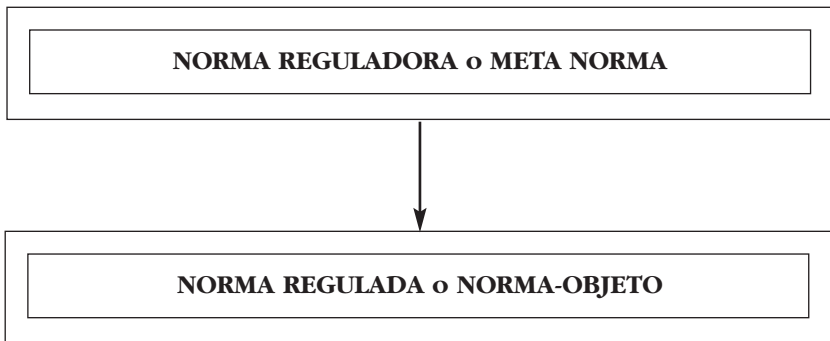 NORMA REGULADORA o META NORMA
NORMA REGULADA o NORMA-OBJETO